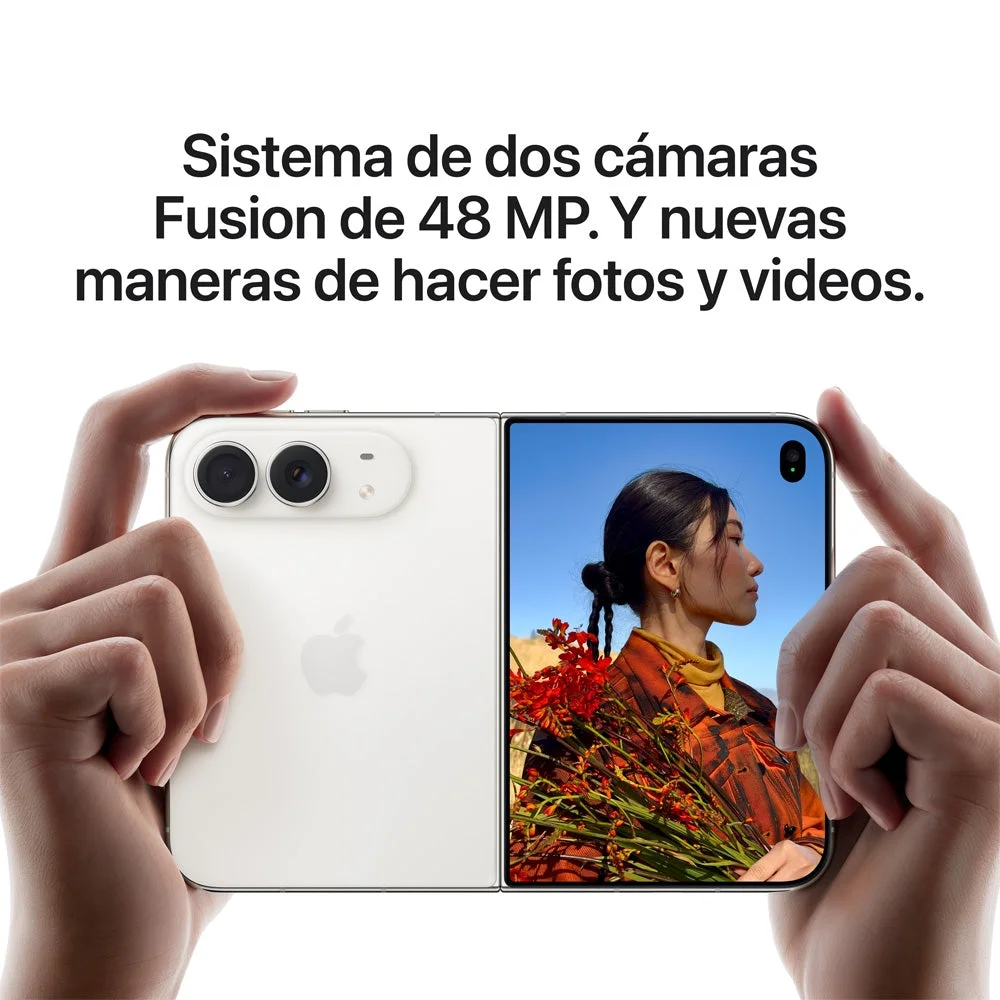 Sistema de dos cámaras
Fusion de 48 MP. Y nuevas
maneras de hacer fotos y videos.